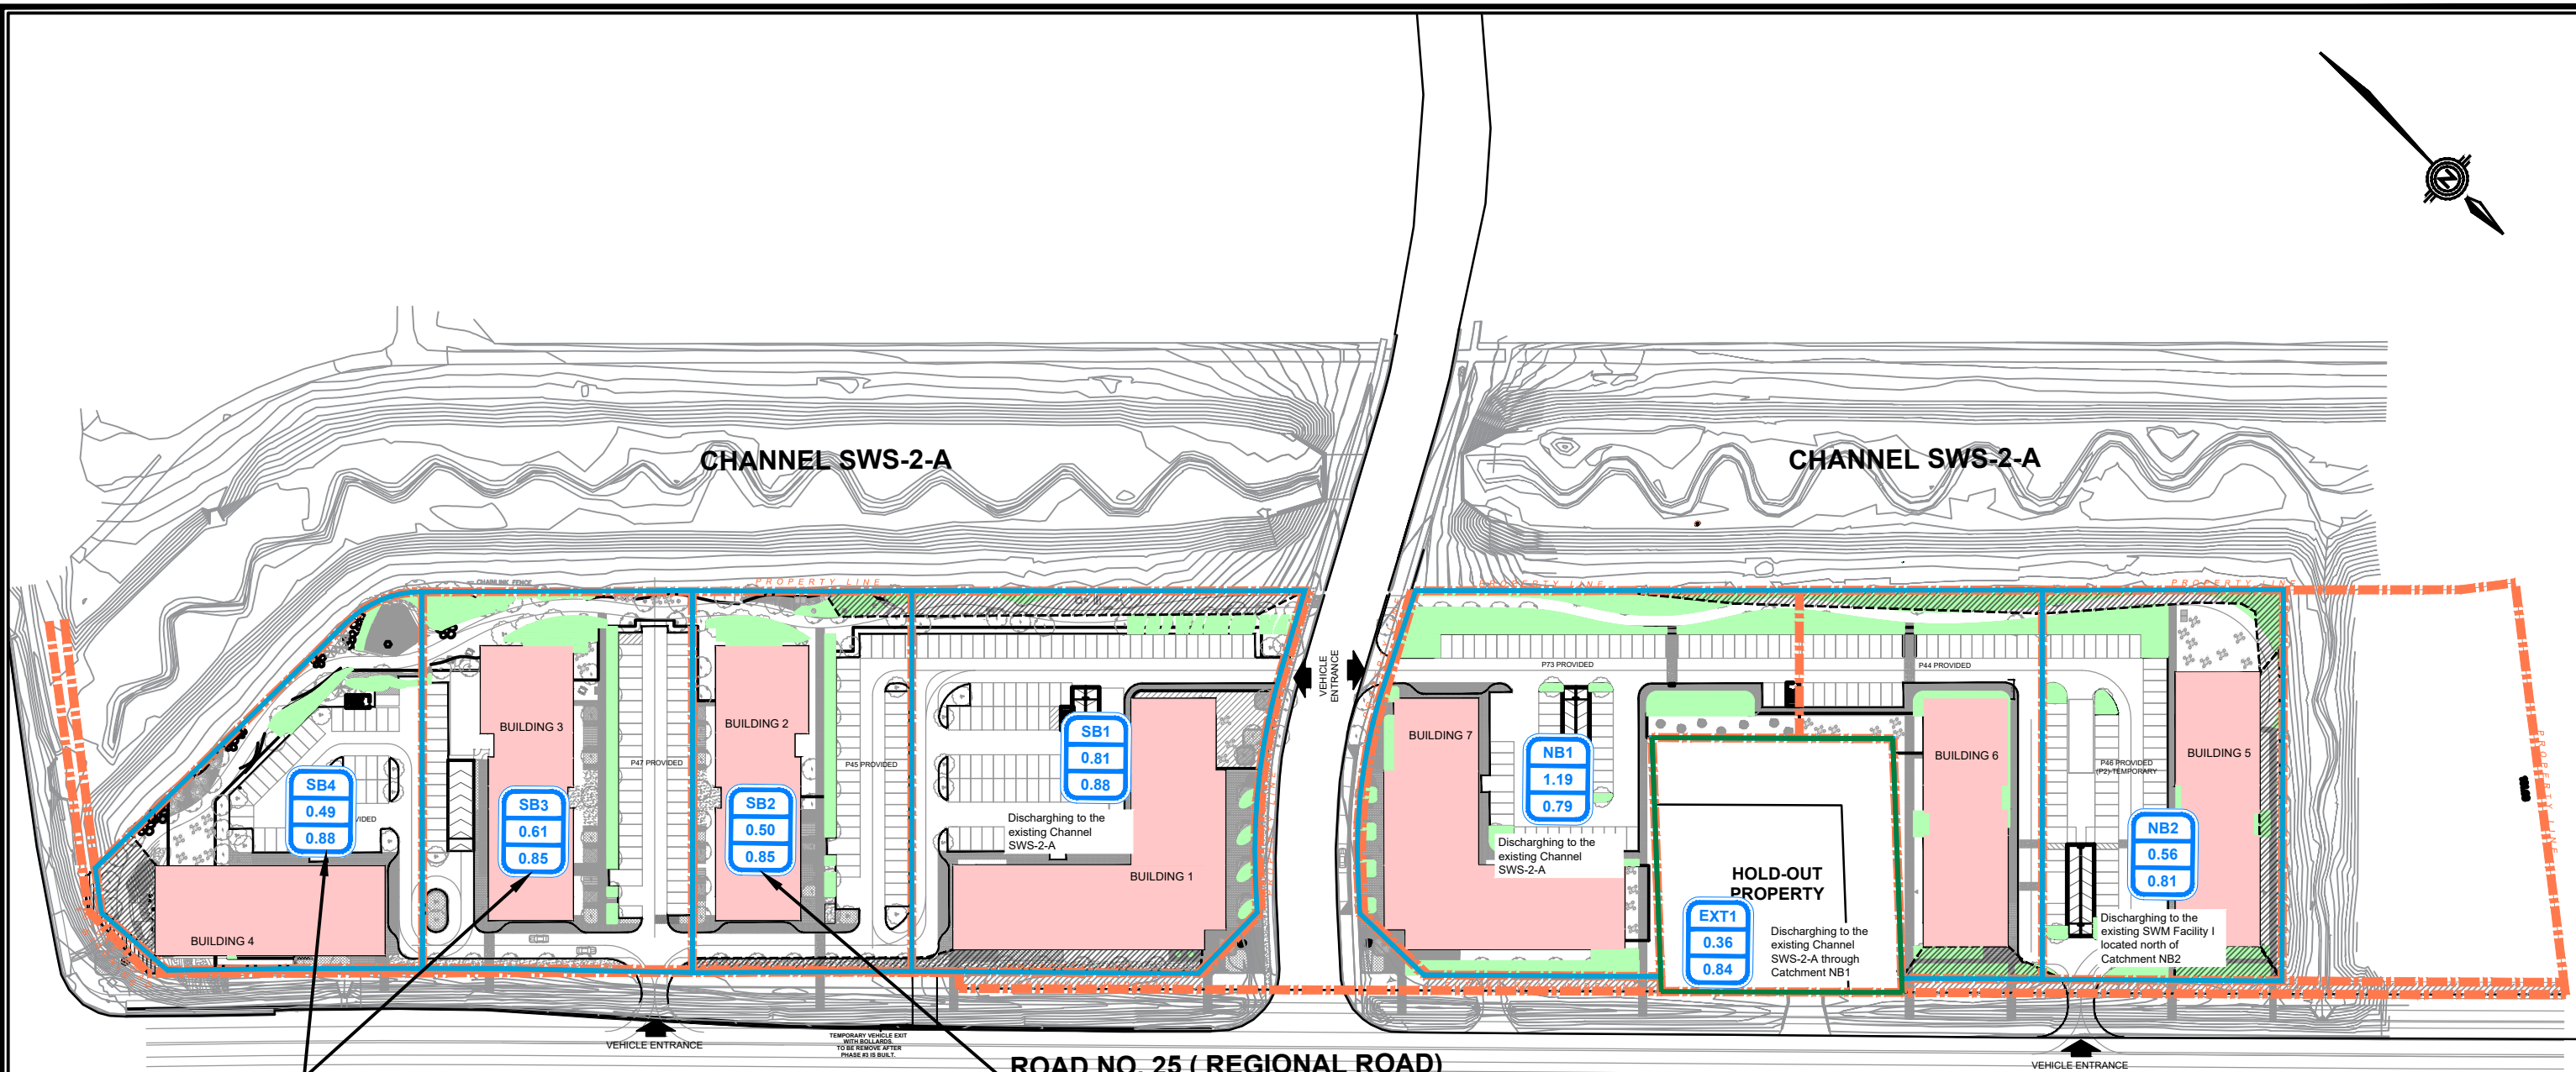 N
CHANNEL SWS-2-A
CHANNEL SWS-2-A
CHAINLINK FENCE
PROPERTY LINE
PROPERTY LINE
PROPERTY LINE
VEHICLE
ENTRANCE
P73 PROVIDED
P44 PROVIDED
BUILDING 3
BUILDING 2
BUILDING 7
BUILDING 6
BUILDING 5
P47 PROVIDED
P45 PROVIDED
P46 PROVIDED
(P2)-TEMPORARY
PROPERTY LINE
SB1
0.81
0.88
NB1
1.19
0.79
SB4
0.49
0.88
VIDED
SB3
0.61
0.85
SB2
0.50
0.85
NB2
0.56
0.81
Discharghing to the
existing Channel
SWS-2-A
Discharghing to the
existing Channel
SWS-2-A
BUILDING 1
HOLD-OUT
PROPERTY
EXT1
0.36
0.84
Discharghing to the
existing Channel
SWS-2-A through
Catchment NB1
Discharghing to the
existing SWM Facility I
located north of
Catchment NB2
BUILDING 4
VEHICLE ENTRANCE
TEMPORARY VEHICLE EXIT
WITH BOLLARDS.
TO BE REMOVE AFTER
PHASE #3 IS BUILT.
ROAD NO. 25 ( REGIONAL ROAD)
VEHICLE ENTRANCE